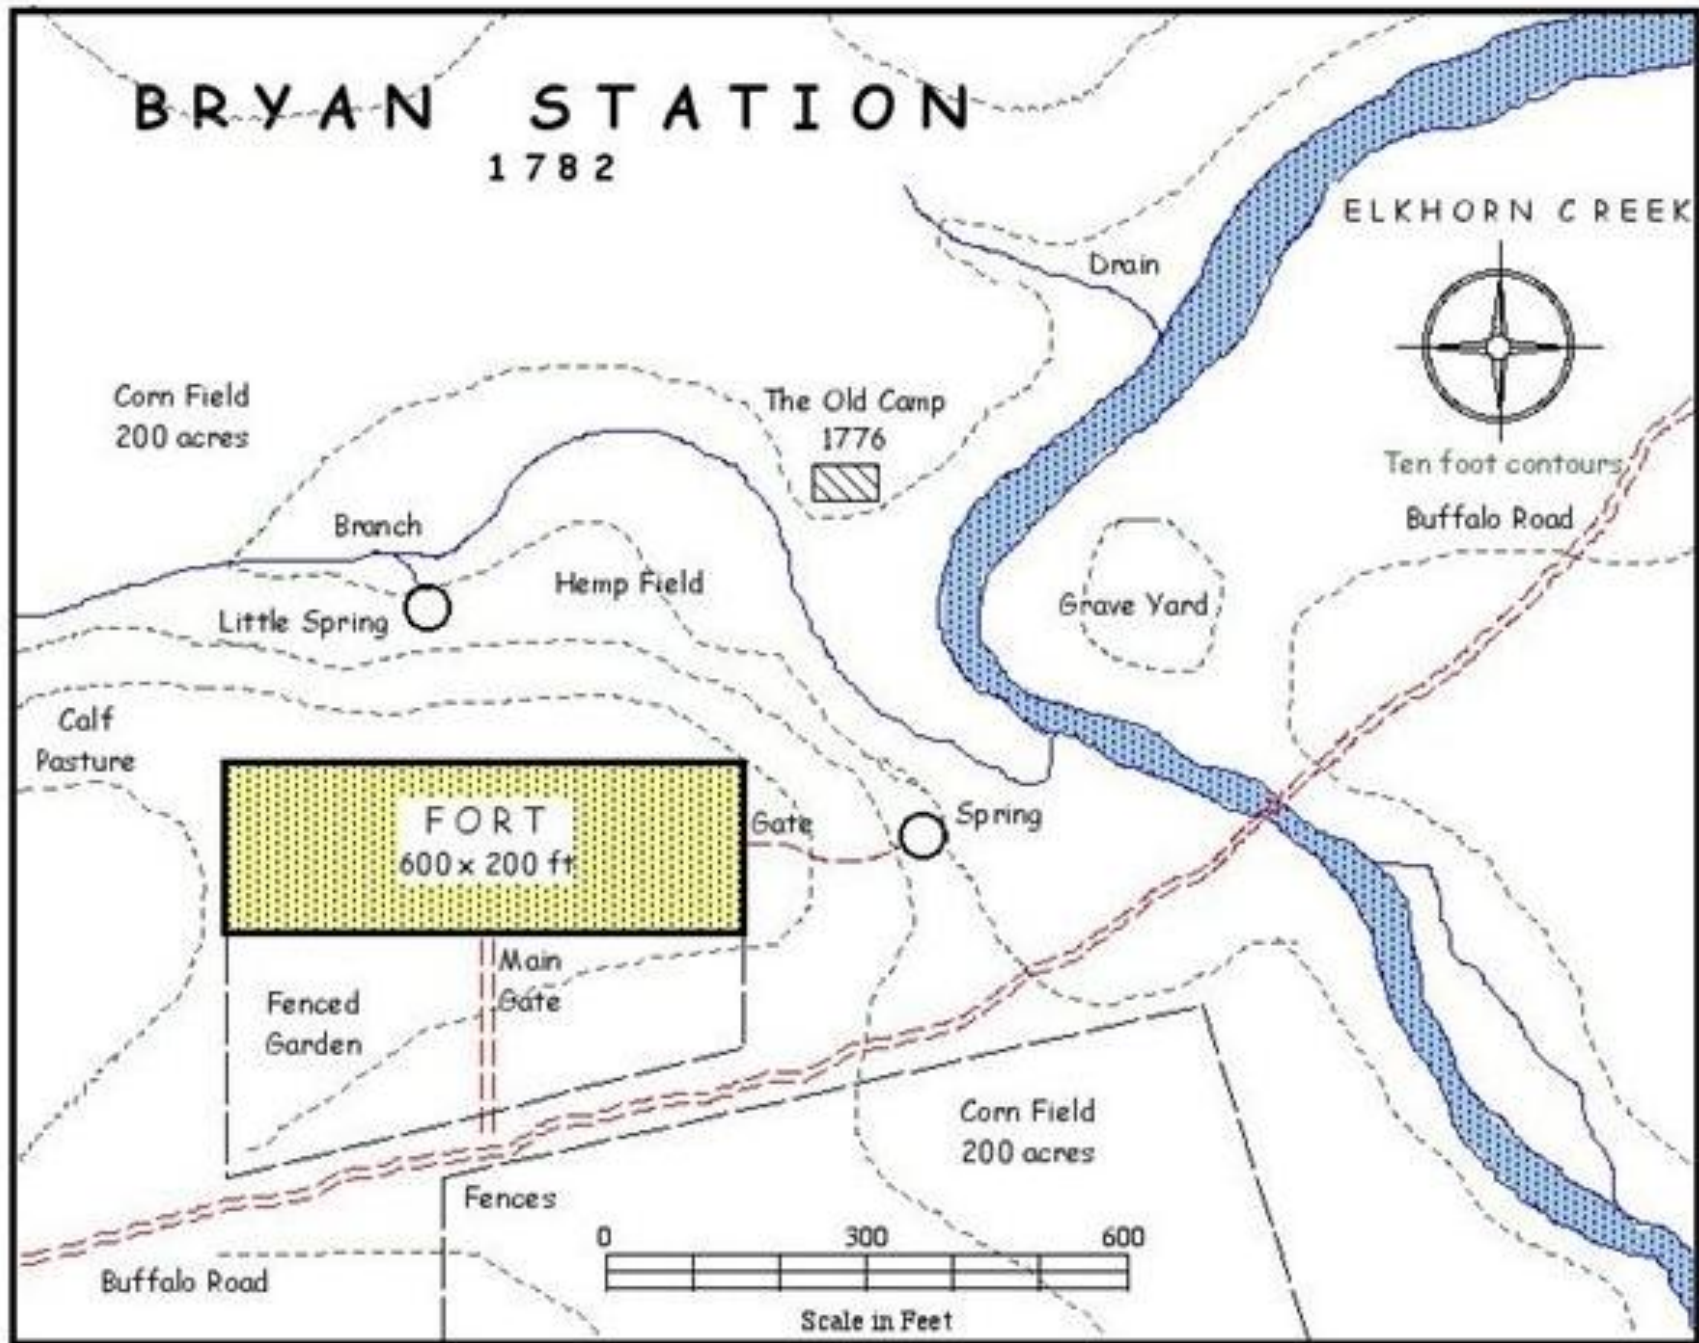 BRYAN STATION
1782
ELKHORN CREEK
Drain
Corn Field
200 acres
The Old Camp
1776
Ten foot contours
Buffalo Road
Branch
Hemp Field
Grave Yard
Little Spring
Calf
Pasture
FORT
600 x 200 ft
Gate
Spring
Main
Gate
Fenced
Garden
Corn Field
200 acres
Fences
0 300 600
Buffalo Road
Scale in Feet